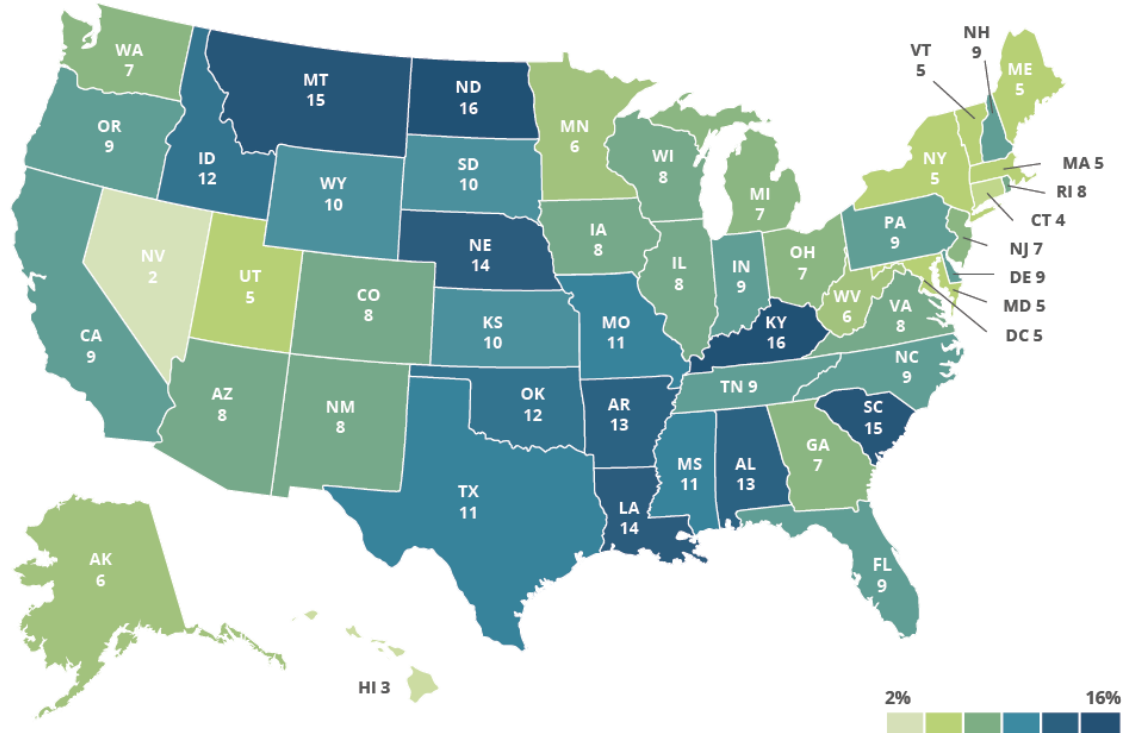 WA
7
MT
15
ND
16
MN
6
VT
5
NH
9
ME
5
OR
9
ID
12
SD
10
WI
8
MI
7
NY
5
MA 5
RI 8
CT 4
WY
10
NE
14
IA
8
PA
9
NJ 7
NV
2
UT
5
CO
8
IL
8
IN
9
OH
7
WV
6
VA
8
DE 9
MD 5
DC 5
CA
9
KS
10
MO
11
KY
16
NC
9
AZ
8
NM
8
OK
12
AR
13
TN 9
SC
15
TX
11
LA
14
MS
11
AL
13
GA
7
FL
9
AK
6
HI 3
2%
16%